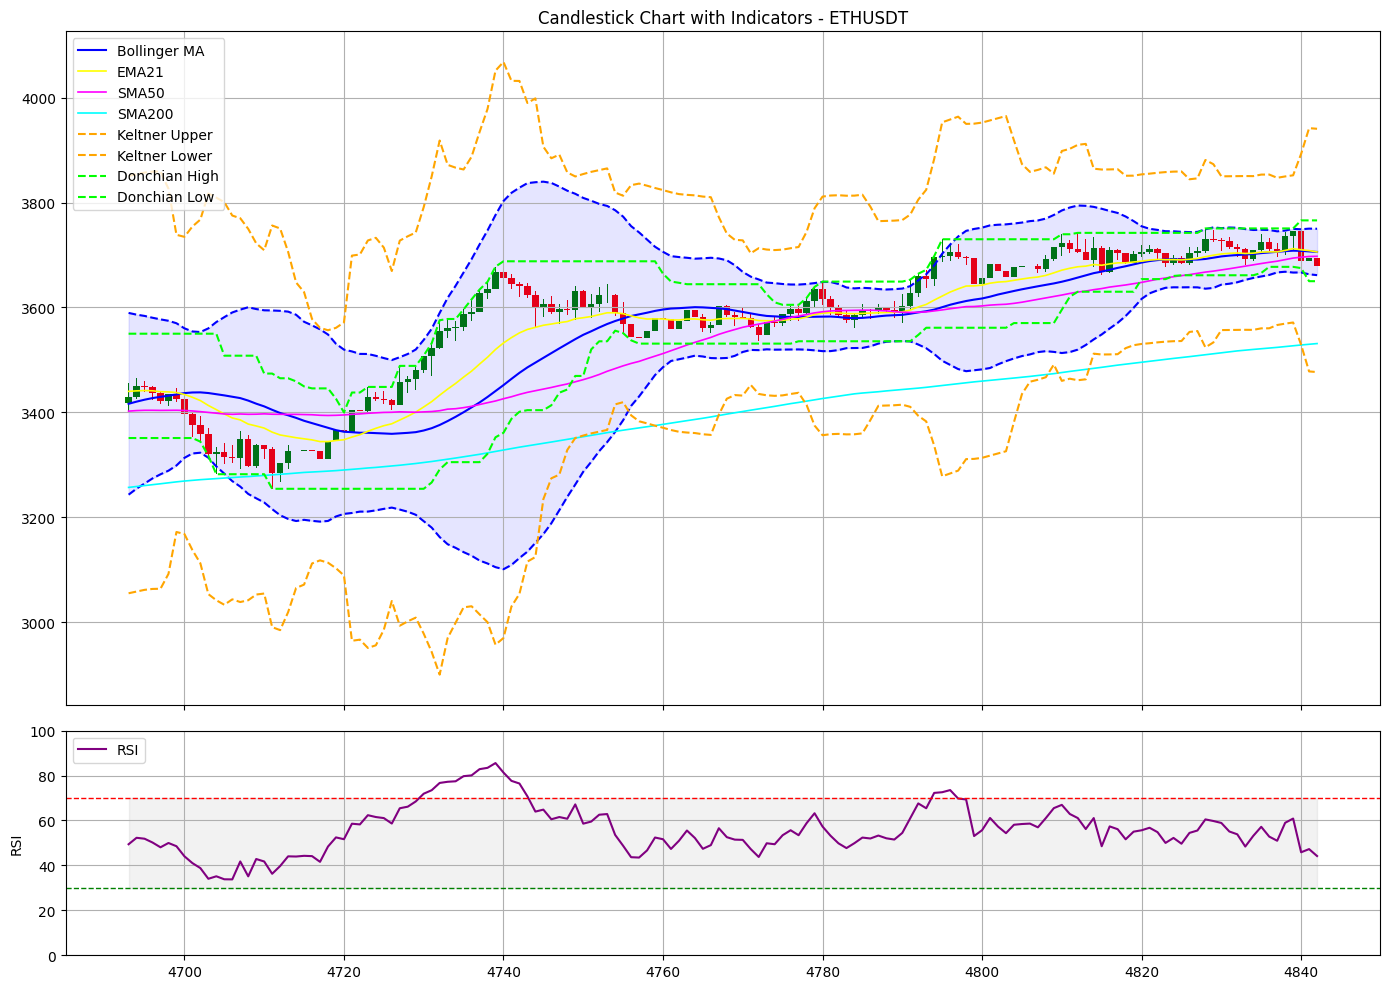 Candlestick Chart with Indicators - ETHUSDT
Bollinger MA
EMA21
SMA50
SMA200
Keltner Upper
Keltner Lower
Donchian High
Donchian Low
4000
3800
3600
3400
3200
3000
RSI
100
80
60
40
20
0
RSI
4700
4720
4740
4760
4780
4800
4820
4840